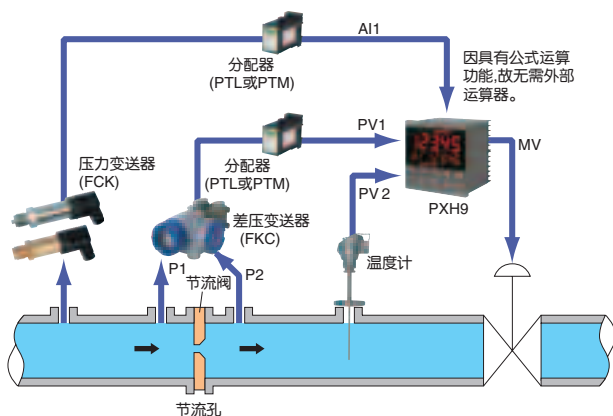 AI1
分配器
(PTL或PTM)
因具有公式运算
功能,故无需外部
运算器。
PV1
MV
分配器
(PTL或PTM)
PV2
PXH9
压力变送器
(FCK)
差压变送器
(FKC)
温度计
P1
P2
节流阀
节流孔
12345